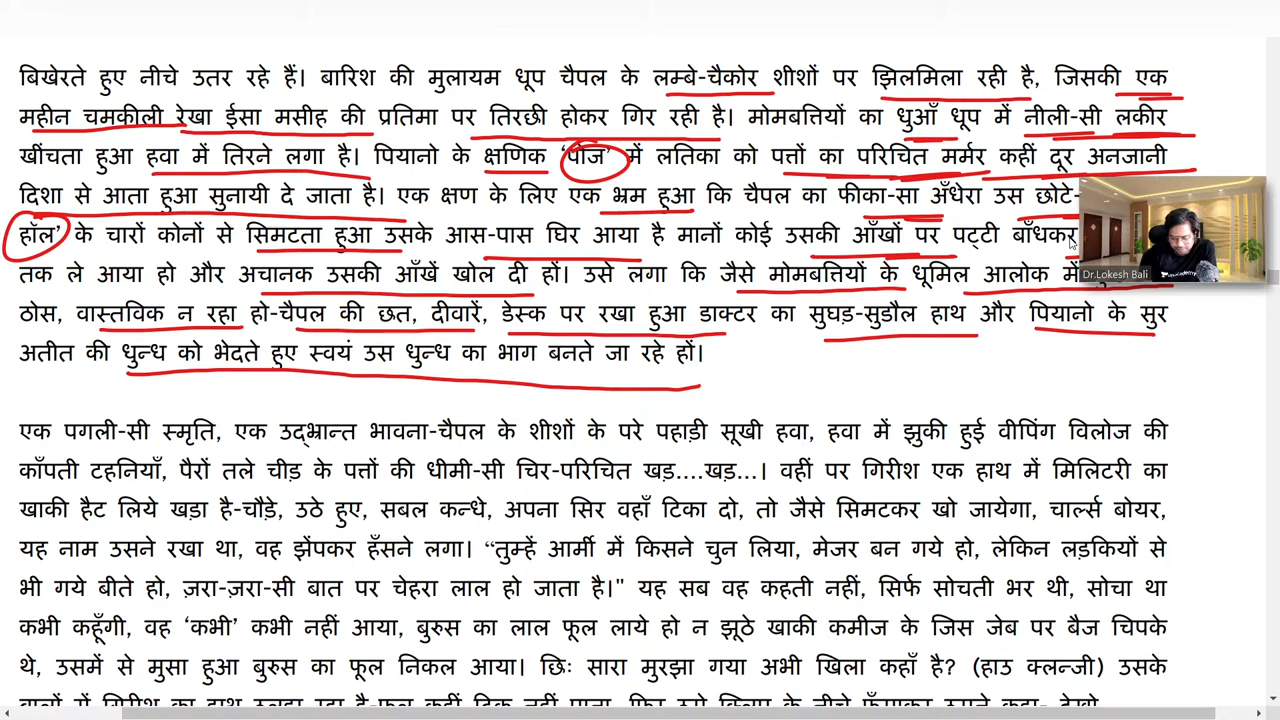 बिखेरते हुए नीचे उतर रहे हैं। बारिश की मुलायम धूप चैपल के लम्बे-चैकोर शीशों पर झिलमिला रही है, जिसकी एक
महीन चमकीली रेखा ईसा मसीह की प्रतिमा पर तिरछी होकर गिर रही है। मोमबत्तियों का धुआँ धूप में नीली-सी लकीर
खींचता हुआ हवा में तिरने लगा है। पियानो के क्षणिक ‘पोज’ में लतिका को पत्तों का परिचित मर्मर कहीं दूर अनजानी
दिशा से आता हुआ सुनायी दे जाता है। एक क्षण के लिए एक भ्रम हुआ कि चैपल का फीका-सा अँधेरा उस छोटे-
हॉल’ के चारों कोनों से सिमटता हुआ उसके आस-पास घिर आया है मानों कोई उसकी आँखों पर पट्टी बाँधकर
तक ले आया हो और अचानक उसकी आँखें खोल दी हों। उसे लगा कि जैसे मोमबत्तियों के धूमिल आलोक में
ठोस, वास्तविक न रहा हो-चैपल की छत, दीवारें, डेस्क पर रखा हुआ डाक्टर का सुघड़-सुडौल हाथ और पियानो के सुर
अतीत की धुन्ध को भेदते हुए स्वयं उस धुन्ध का भाग बनते जा रहे हों।
एक पगली-सी स्मृति, एक उद्भ्रान्त भावना-चैपल के शीशों के परे पहाड़ी सूखी हवा, हवा में झुकी हुई वीपिंग विलोज की
काँपती टहनियाँ, पैरों तले चीड़ के पत्तों की धीमी-सी चिर-परिचित खड़....खड़...। वहीं पर गिरीश एक हाथ में मिलिटरी का
खाकी हैट लिये खड़ा है-चौड़े, उठे हुए, सबल कन्धे, अपना सिर वहाँ टिका दो, तो जैसे सिमटकर खो जायेगा, चार्ल्स बोयर,
यह नाम उसने रखा था, वह झेंपकर हँसने लगा। “तुम्हें आर्मी में किसने चुन लिया, मेजर बन गये हो, लेकिन लड़कियों से
भी गये बीते हो, ज़रा-ज़रा-सी बात पर चेहरा लाल हो जाता है।" यह सब वह कहती नहीं, सिर्फ सोचती भर थी, सोचा था
कभी कहूँगी, वह ‘कभी’ कभी नहीं आया, बुरुस का लाल फूल लाये हो न झूठे खाकी कमीज के जिस जेब पर बैज चिपके
थे, उसमें से मुसा हुआ बुरुस का फूल निकल आया। छिः सारा मुरझा गया अभी खिला कहाँ है? (हाउ क्लन्जी) उसके
Dr.Lokesh Bali